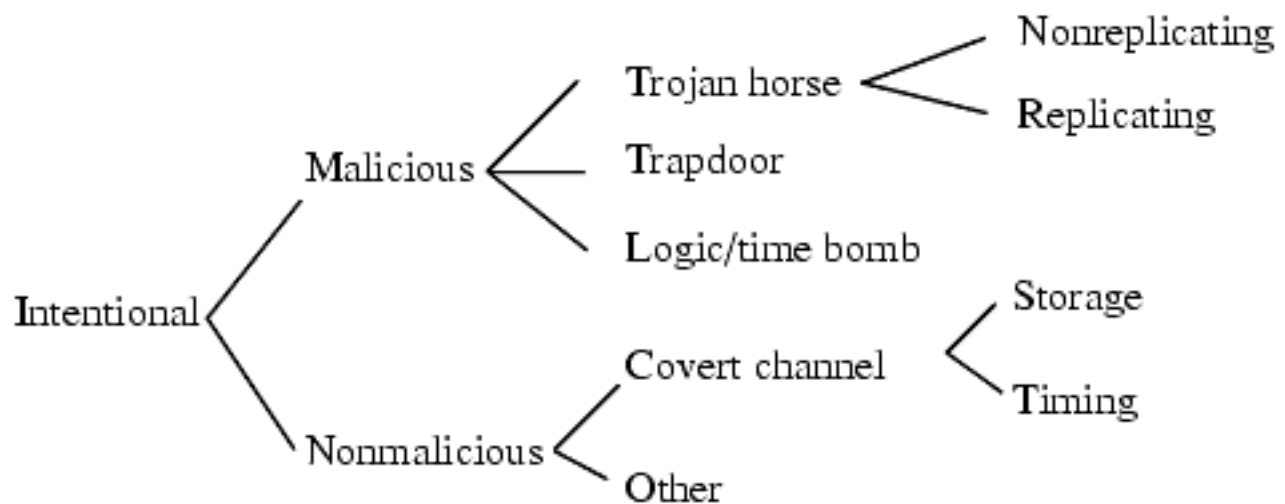 Nonreplicating
Trojan horse
Replicating
Malicious
Trapdoor
Logic/time bomb
Intentional
Storage
Covert channel
Timing
Nonmalicious
Other